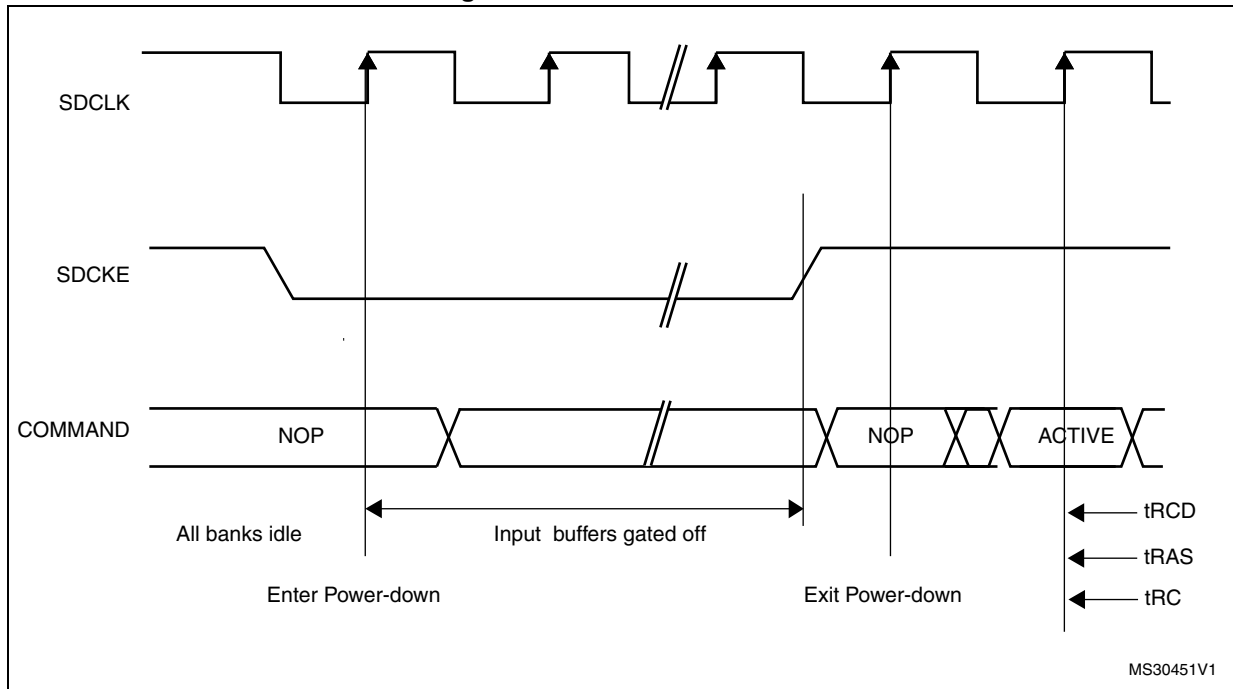 SDCLK
SDCKE
COMMAND
NOP
NOP
ACTIVE
All banks idle
Input buffers gated off
tRCD
tRAS
tRC
Enter Power-down
Exit Power-down
MS30451V1